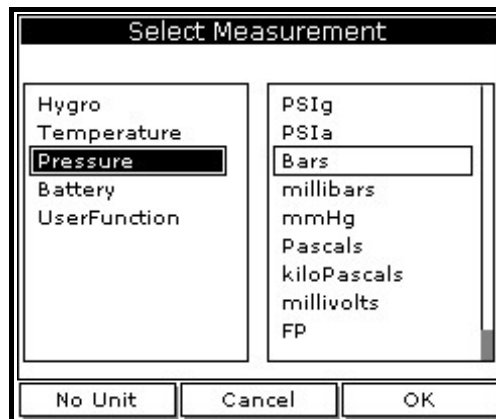 Select Measurement
Hygro
Temperature
Pressure
Battery
UserFunction
PSIg
PSIa
Bars
millibars
mmHg
Pascals
kiloPascals
millivolts
FP
No Unit
Cancel
OK